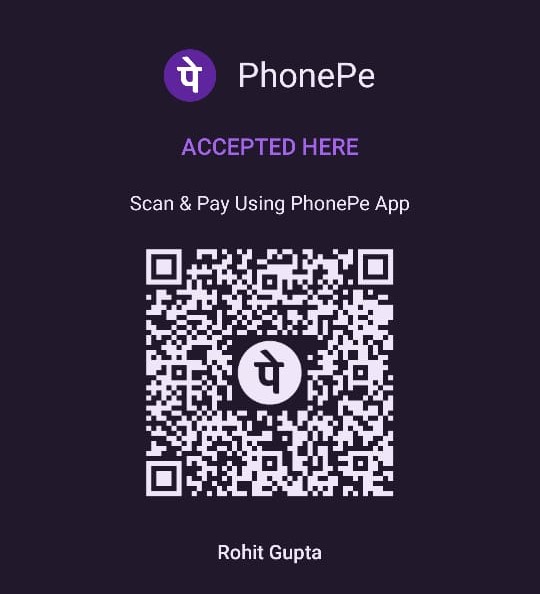 पे PhonePe
ACCEPTED HERE
Scan & Pay Using PhonePe App
पे
Rohit Gupta